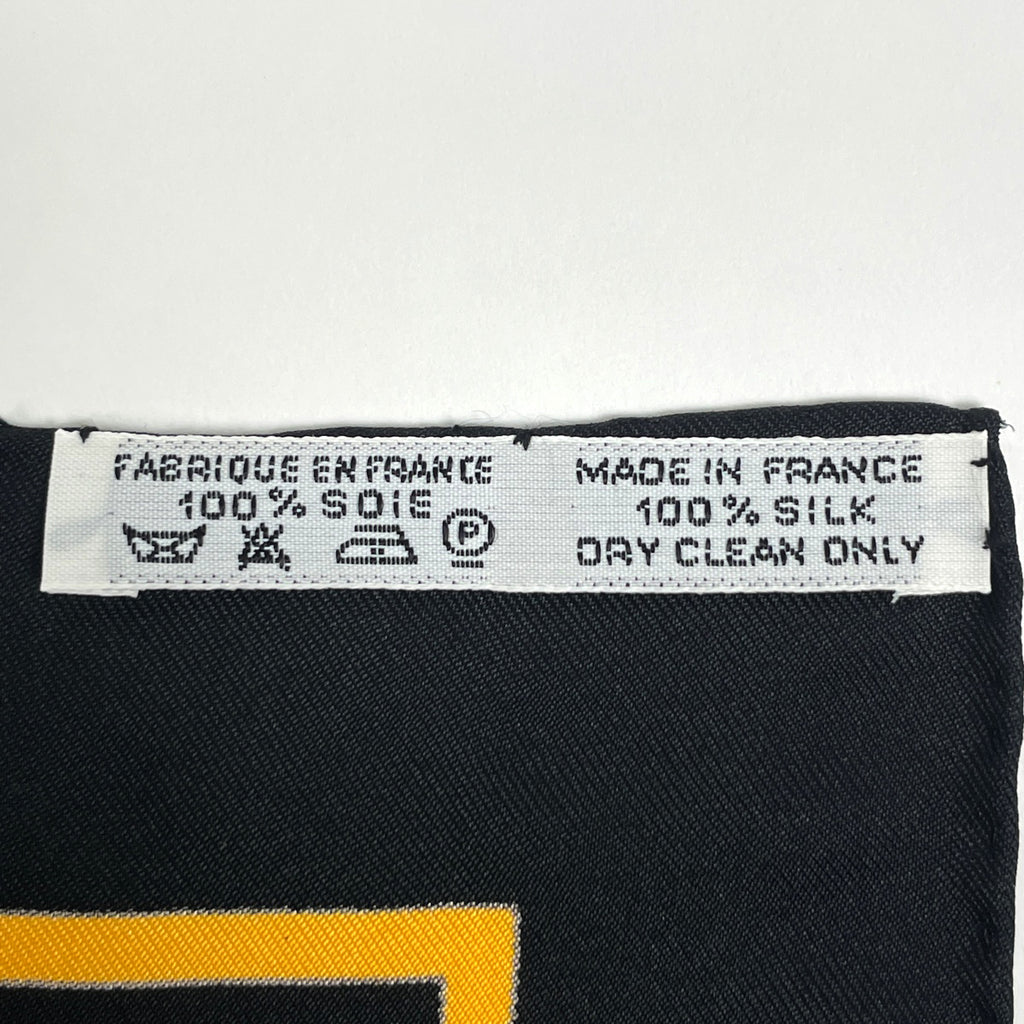 FABRIQUE EN FRANCE
100% SOIE
P
MADE IN FRANCE
100% SILK
DRY CLEAN ONLY